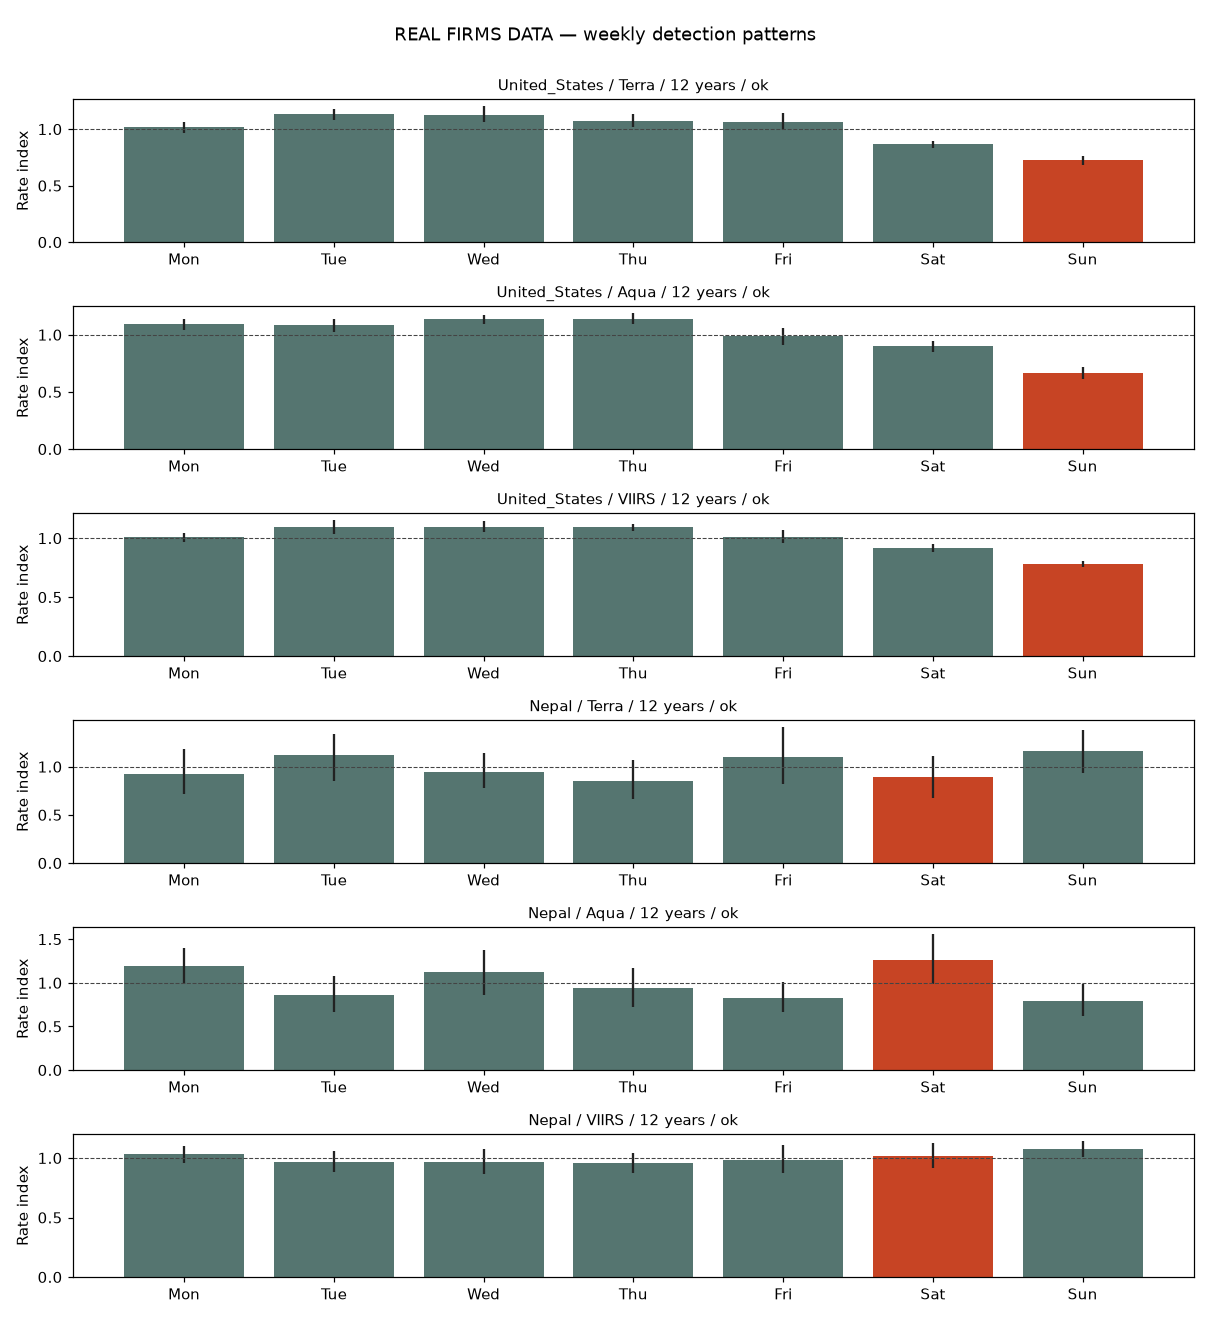 REAL FIRMS DATA — weekly detection patterns
United_States / Terra / 12 years / ok
Rate index
1.0
0.5
0.0
Mon Tue Wed Thu Fri Sat Sun
United_States / Aqua / 12 years / ok
Rate index
1.0
0.5
0.0
Mon Tue Wed Thu Fri Sat Sun
United_States / VIIRS / 12 years / ok
Rate index
1.0
0.5
0.0
Mon Tue Wed Thu Fri Sat Sun
Nepal / Terra / 12 years / ok
Rate index
1.0
0.5
0.0
Mon Tue Wed Thu Fri Sat Sun
Nepal / Aqua / 12 years / ok
Rate index
1.5
1.0
0.5
0.0
Mon Tue Wed Thu Fri Sat Sun
Nepal / VIIRS / 12 years / ok
Rate index
1.0
0.5
0.0
Mon Tue Wed Thu Fri Sat Sun